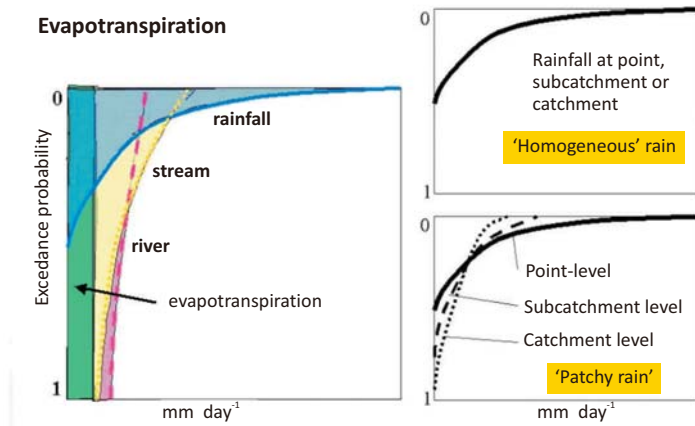 Evapotranspiration
0
rainfall
stream
river
evapotranspiration
1
Excedance probability
mm day-1
0
Rainfall at point,
subcatchment or
catchment
'Homogeneous' rain
1
0
Point-level
Subcatchment level
Catchment level
'Patchy rain'
1
mm day-1